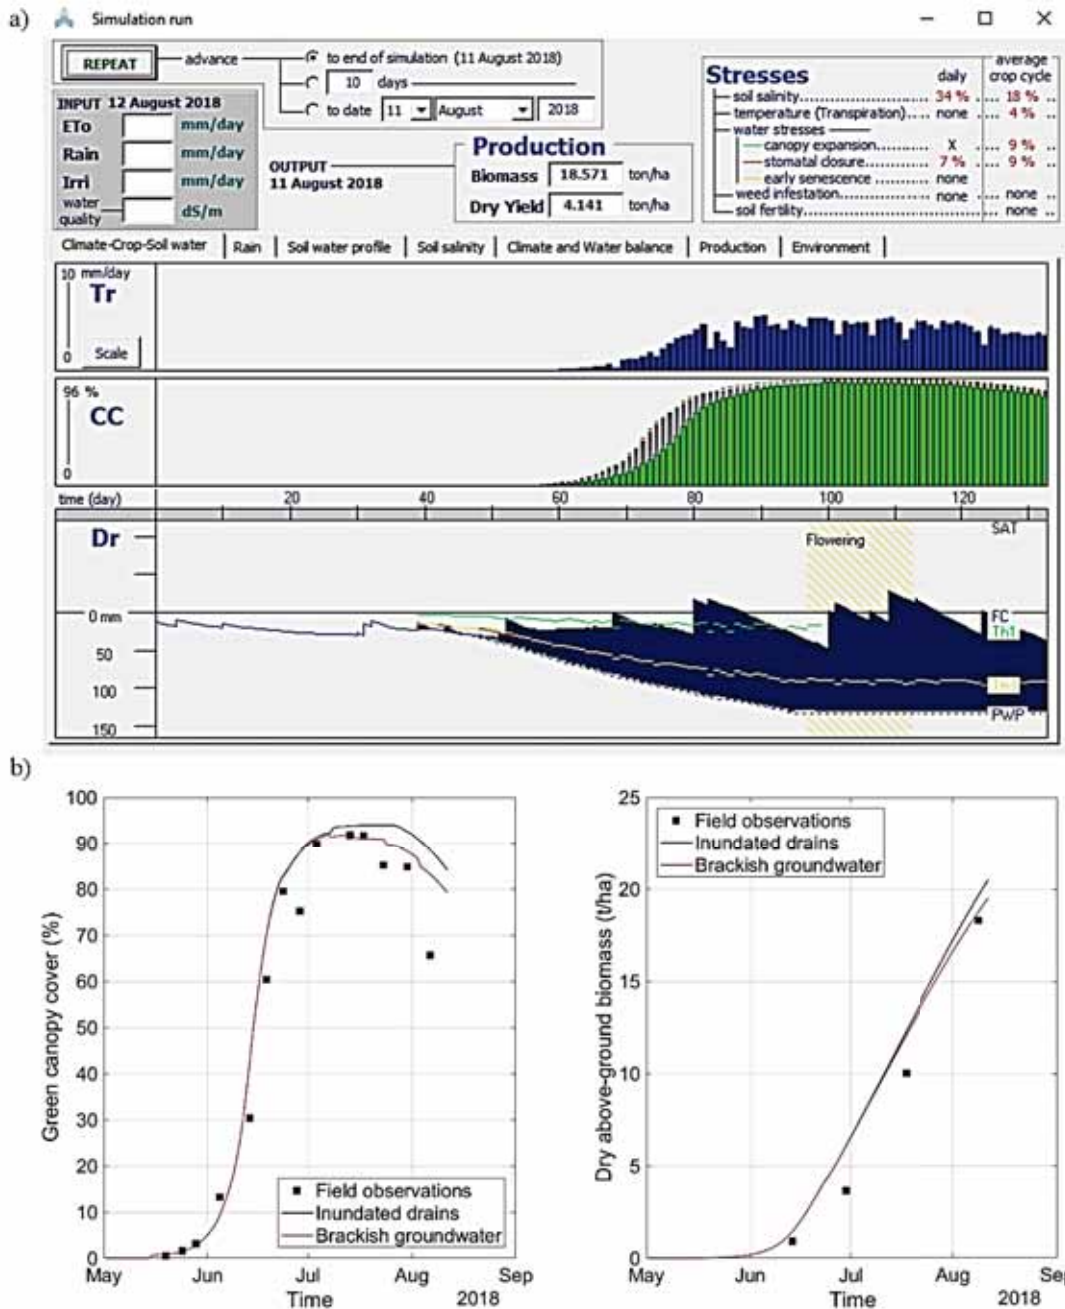 a)
Simulation run
REPEAT
advance
to end of simulation (11 August 2018)
10 days
to date 11 August 2018
INPUT 12 August 2018
ETo mm/day
Rain mm/day
Irri mm/day
water quality dS/m
OUTPUT
11 August 2018
Production
Biomass 18.571 ton/ha
Dry Yield 4.141 ton/ha
average
Stresses daily crop cycle
soil salinity 34 % 18 %
temperature (Transpiration) none 4 %
water stresses
canopy expansion X 9 %
stomatal closure 7 % 9 %
early senescence none
weed infestation none none
soil fertility none
Climate-Crop-Soil water Rain Soil water profile Soil salinity Climate and Water balance Production Environment
10 mm/day
Tr
0 Scale
96 %
CC
0
time (day) 20 40 60 80 100 120
Dr
SAT
Flowering
0 mm
FC
Th1
50
100
PWP
150
b)
100
90
80
70
60
50
40
30
20
10
0
Green canopy cover (%)
Field observations
Inundated drains
Brackish groundwater
May Jun Jul Aug Sep
Time 2018
25
20
15
10
5
0
Dry above-ground biomass (t/ha)
Field observations
Inundated drains
Brackish groundwater
May Jun Jul Aug Sep
Time 2018